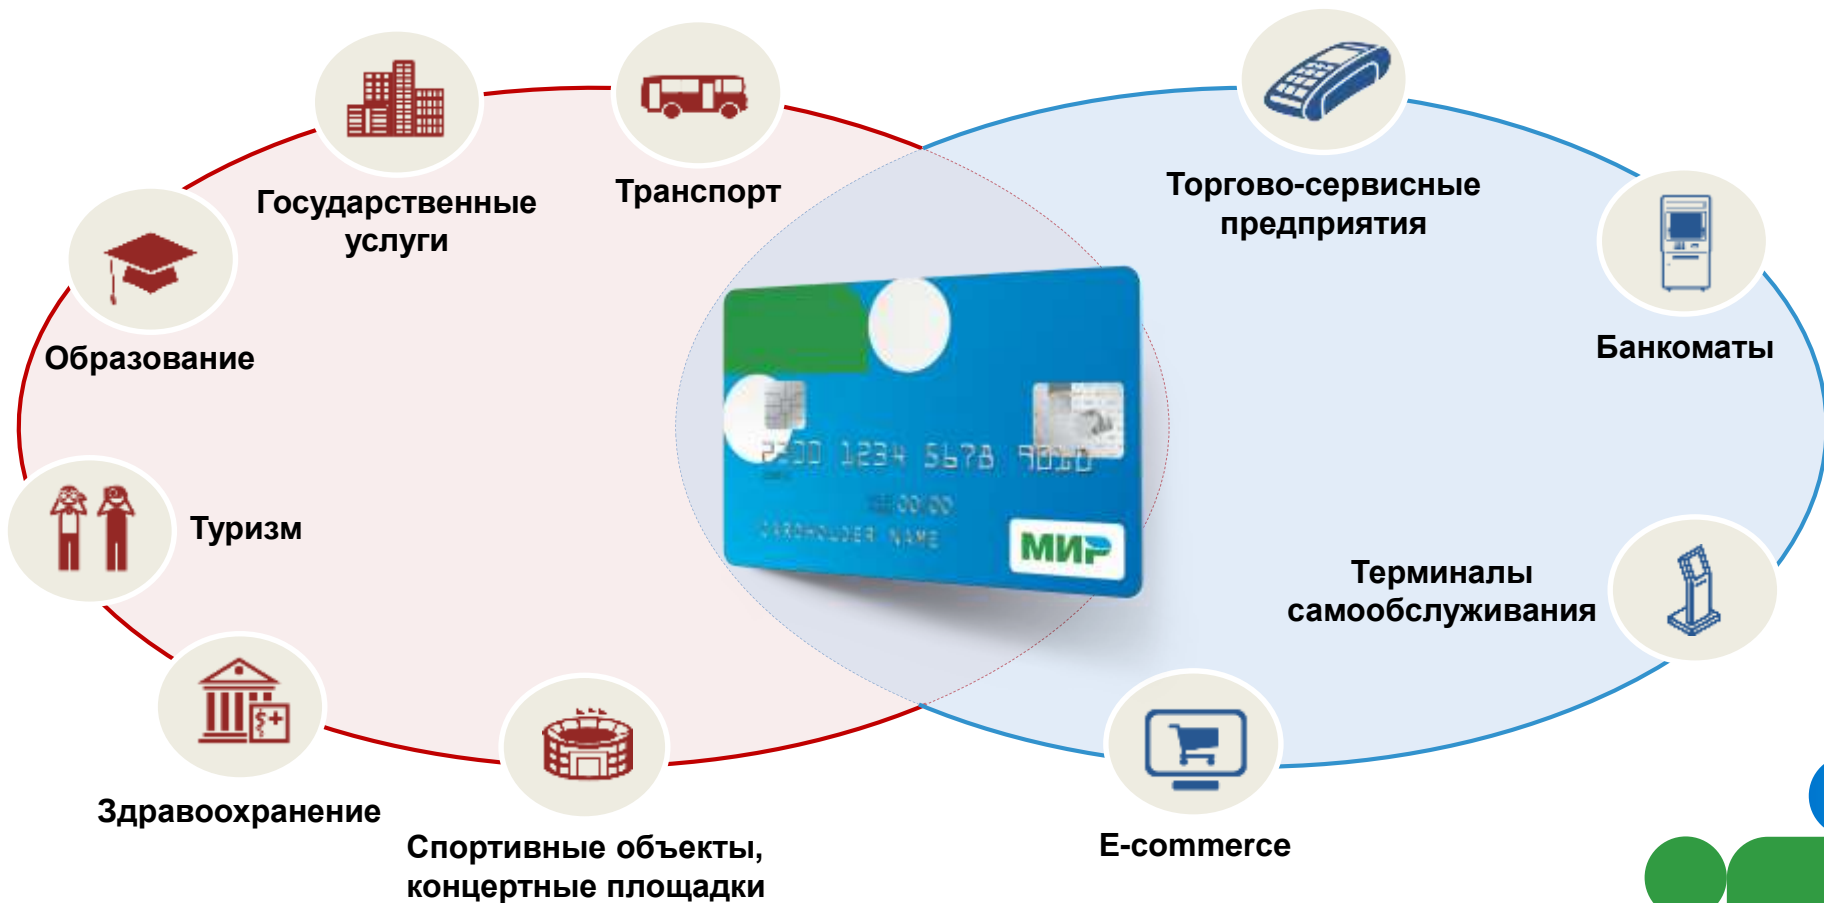 Государственные
услуги
Транспорт
Торгово-сервисные
предприятия
Образование
Банкоматы
2200 1234 5678 9010
00/00
CARDHOLDER NAME
МИР
Туризм
Терминалы
самообслуживания
Здравоохранение
Спортивные объекты,
концертные площадки
E-commerce